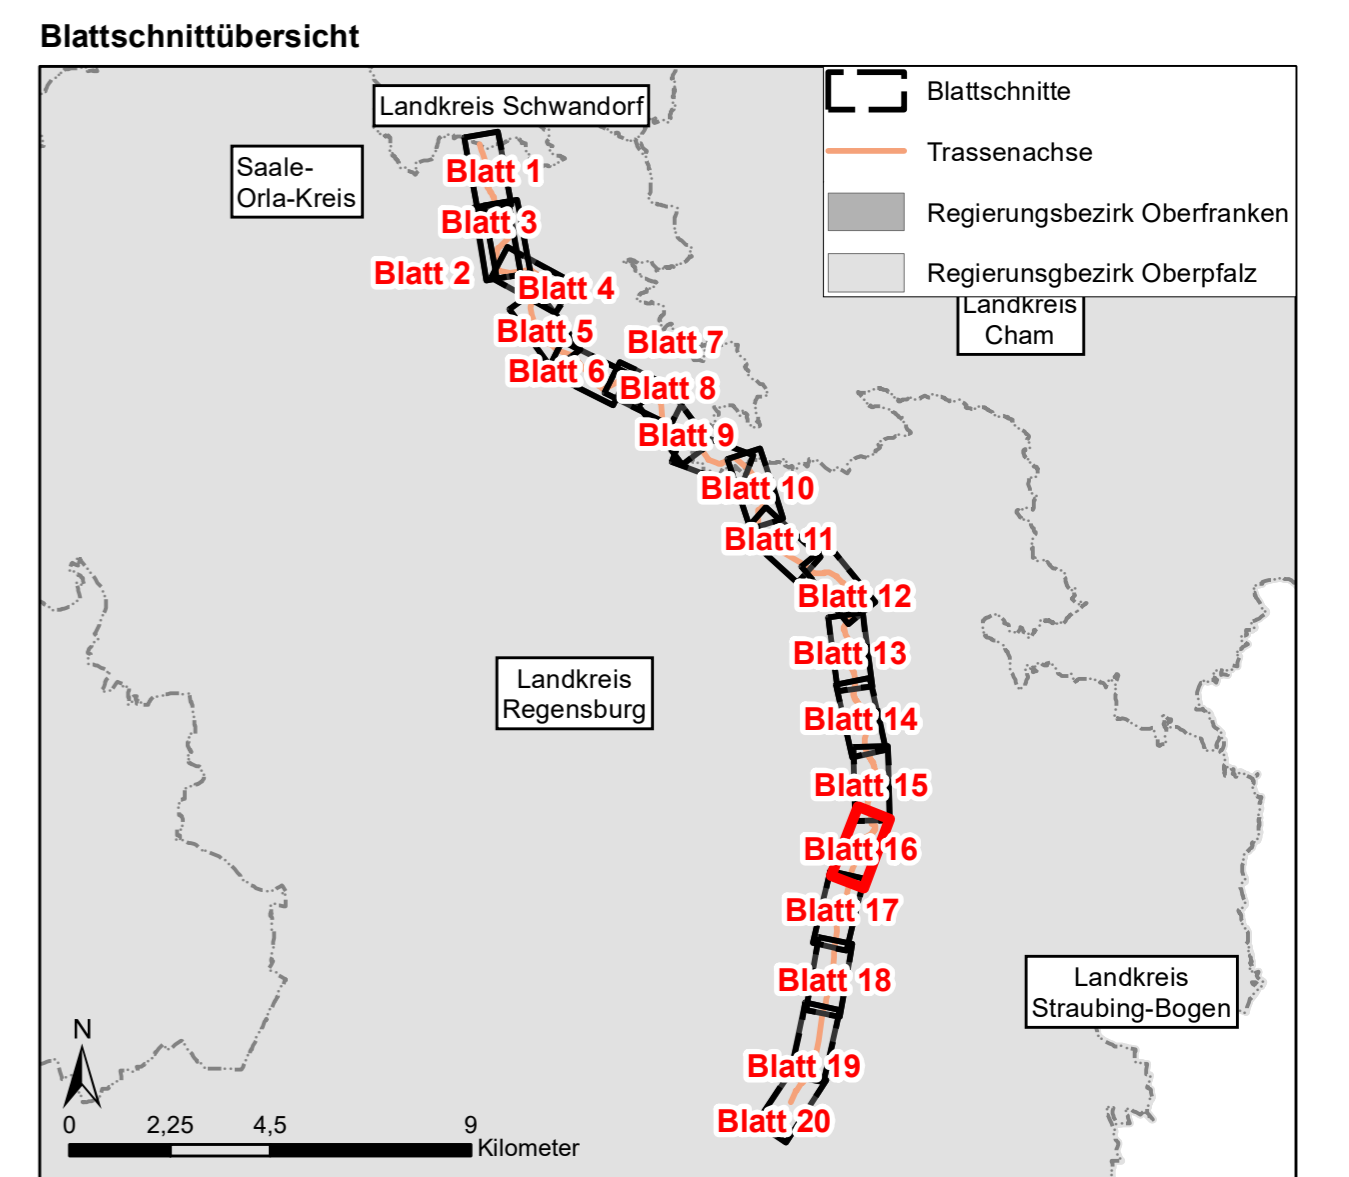 Blattschnittübersicht
Landkreis Schwandorf
Saale-
Orla-Kreis
Blattschnitte
Trassenachse
Regierungsbezirk Oberfranken
Regierunsgbezirk Oberpfalz
Landkreis
Cham
Blatt 1
Blatt 3
Blatt 2
Blatt 4
Blatt 5
Blatt 7
Blatt 6
Blatt 8
Blatt 9
Blatt 10
Blatt 11
Blatt 12
Blatt 13
Landkreis
Regensburg
Blatt 14
Blatt 15
Blatt 16
Blatt 17
Blatt 18
Landkreis
Straubing-Bogen
Blatt 19
Blatt 20
N
0 2,25 4,5 9
Kilometer